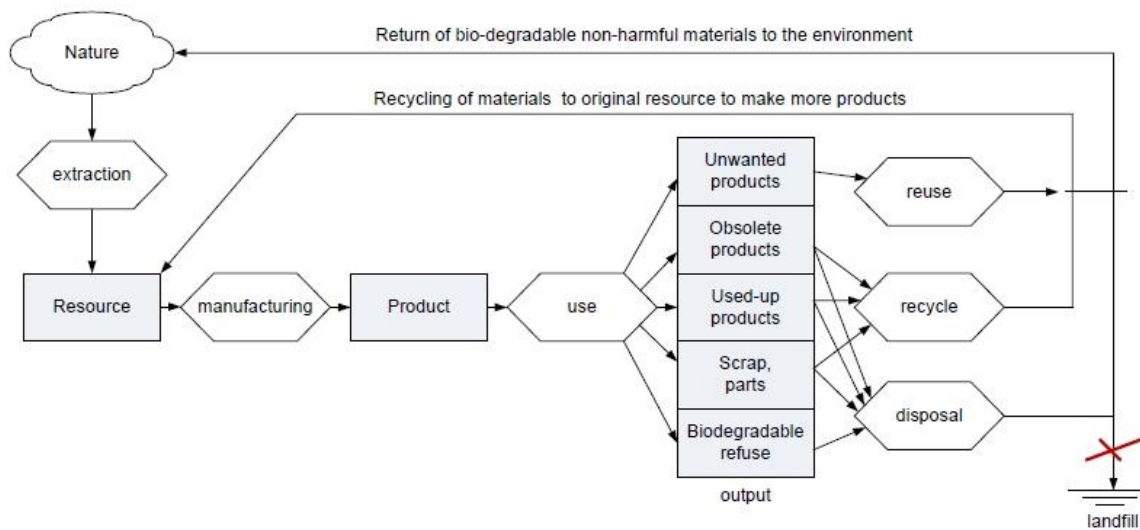 Return of bio-degradable non-harmful materials to the environment
Nature
Recycling of materials to original resource to make more products
extraction
Unwanted
products
reuse
Obsolete
products
Resource
manufacturing
Product
use
Used-up
products
recycle
Scrap,
parts
disposal
Biodegradable
refuse
output
landfill